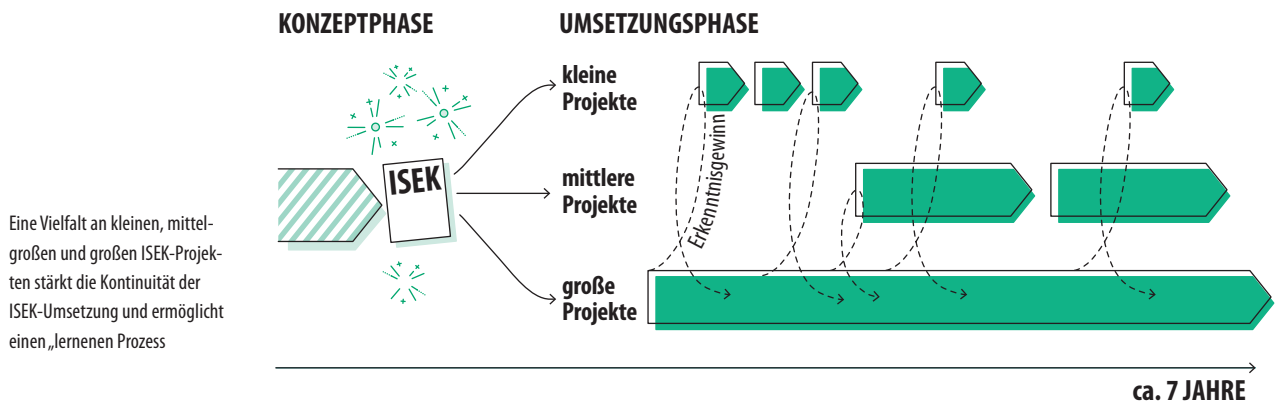 KONZEPTPHASE
UMSETZUNGSPHASE
ISEK
kleine
Projekte
mittlere
Projekte
große
Projekte
Erkenntnisgewinn
Eine Vielfalt an kleinen, mittel-
großen und großen ISEK-Projek-
ten stärkt die Kontinuität der
ISEK-Umsetzung und ermöglicht
einen „lernenen Prozess
ca. 7 JAHRE